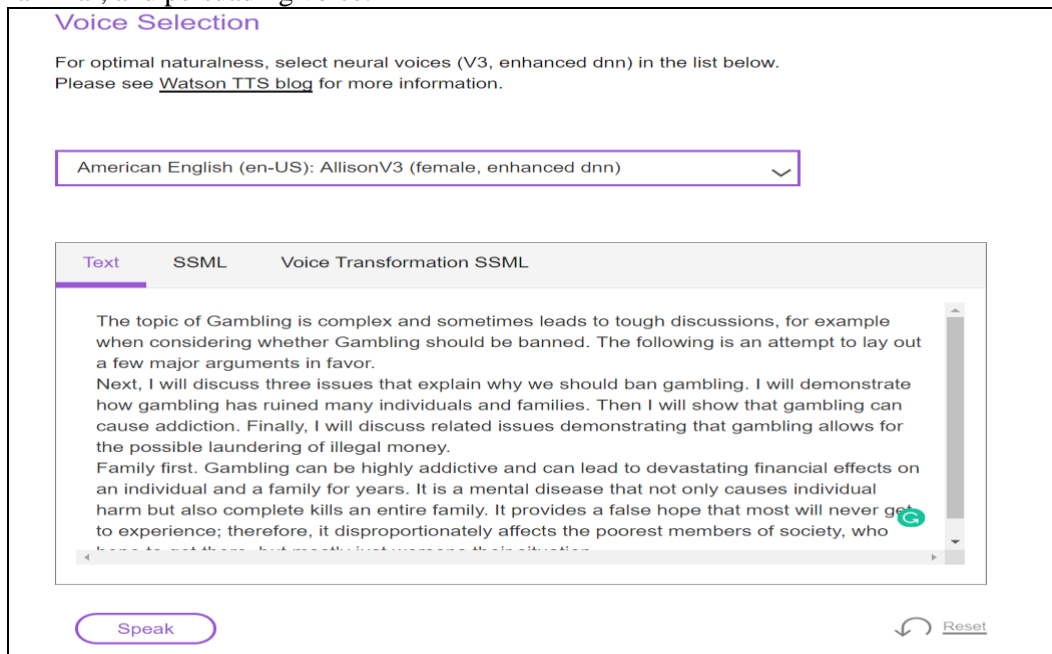 and persuading voice.
Voice Selection
For optimal naturalness, select neural voices (V3, enhanced dnn) in the list below.
Please see Watson TTS blog for more information.
American English (en-US): AllisonV3 (female, enhanced dnn)
Text SSML Voice Transformation SSML
The topic of Gambling is complex and sometimes leads to tough discussions, for example
when considering whether Gambling should be banned. The following is an attempt to lay out
a few major arguments in favor.
Next, I will discuss three issues that explain why we should ban gambling. I will demonstrate
how gambling has ruined many individuals and families. Then I will show that gambling can
cause addiction. Finally, I will discuss related issues demonstrating that gambling allows for
the possible laundering of illegal money.
Family first. Gambling can be highly addictive and can lead to devastating financial effects on
an individual and a family for years. It is a mental disease that not only causes individual
harm but also complete kills an entire family. It provides a false hope that most will never get
to experience; therefore, it disproportionately affects the poorest members of society, who
Speak
Reset